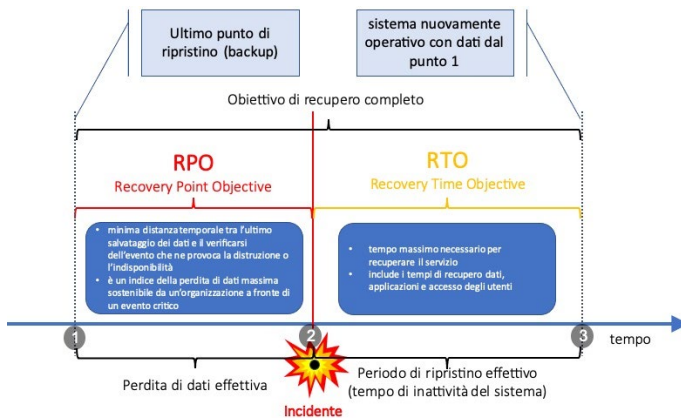 Ultimo punto di
ripristino (backup)
sistema nuovamente
operativo con dati dal
punto 1
Obiettivo di recupero completo
RPO
Recovery Point Objective
RTO
Recovery Time Objective
• minima distanza temporale tra l'ultimo
salvataggio dei dati e il verificarsi
dell'evento che ne provoca la distruzione o
l'indisponibilità
• è un indice della perdita di dati massima
sostenibile da un'organizzazione a fronte di
un evento critico
• tempo massimo necessario per
recuperare il servizio
• include i tempi di recupero dati,
applicazioni e accesso degli utenti
1
2
3
tempo
Perdita di dati effettiva
Periodo di ripristino effettivo
(tempo di inattività del sistema)
Incidente